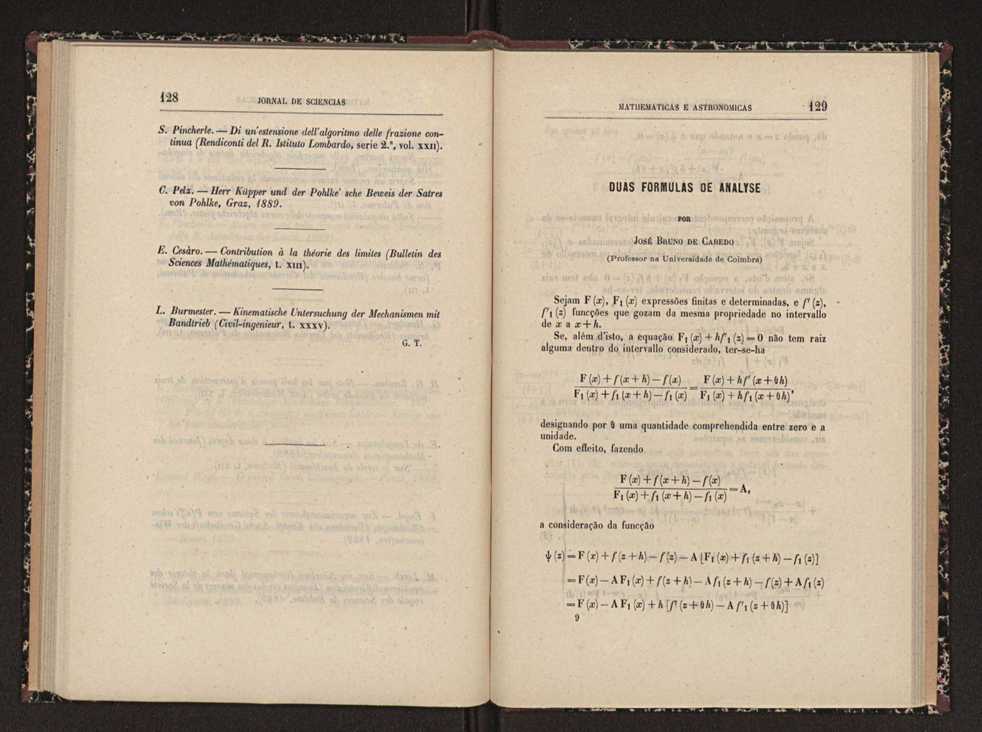 128
JORNAL DE SCIENCIAS
S. Pincherle. — Di un'estensione dell'algoritmo delle frazione con-
tinua (Rendiconti del R. Istituto Lombardo, serie 2.ª, vol. XXII).
C. Pelz. — Herr Küpper und der Pohlke' sche Beweis der Satres
von Pohlke, Graz, 1889.
E. Cesàro. — Contribution à la théorie des limites (Bulletin des
Sciences Mathématiques, t. XIII).
L. Burmester. — Kinematische Untersuchung der Mechanismen mit
Bandtrieb (Civil-ingenieur, t. XXXV).
G. T.
MATHEMATICAS E ASTRONOMICAS
129
DUAS FORMULAS DE ANALYSE
POR
JOSÉ BRUNO DE CABEDO
(Professor na Universidade de Coimbra)
Sejam F (x), F₁ (x) expressões finitas e determinadas, e f' (z),
f'₁ (z) funcções que gozam da mesma propriedade no intervallo
de x a x + h.
Se, além d'isto, a equação F₁ (x) + hf'₁ (z) = 0 não tem raiz
alguma dentro do intervallo considerado, ter-se-ha
F (x) + f (x + h) — f (x) / F₁ (x) + f₁ (x + h) — f₁ (x) = F (x) + hf' (x + θh) / F₁ (x) + hf₁ (x + θh),
designando por θ uma quantidade comprehendida entre zero e a
unidade.
Com effeito, fazendo
F (x) + f (x + h) — f (x) / F₁ (x) + f₁ (x + h) — f₁ (x) = A,
a consideração da funcção
ψ (z) = F (x) + f (z + h) — f (z) — A [F₁ (x) + f₁ (z + h) — f₁ (z)]
= F (x) — A F₁ (x) + f (z + h) — A f₁ (z + h) — f (z) + A f₁ (z)
= F (x) — A F₁ (x) + h [f' (z + θh) — A f'₁ (z + θh)]
9